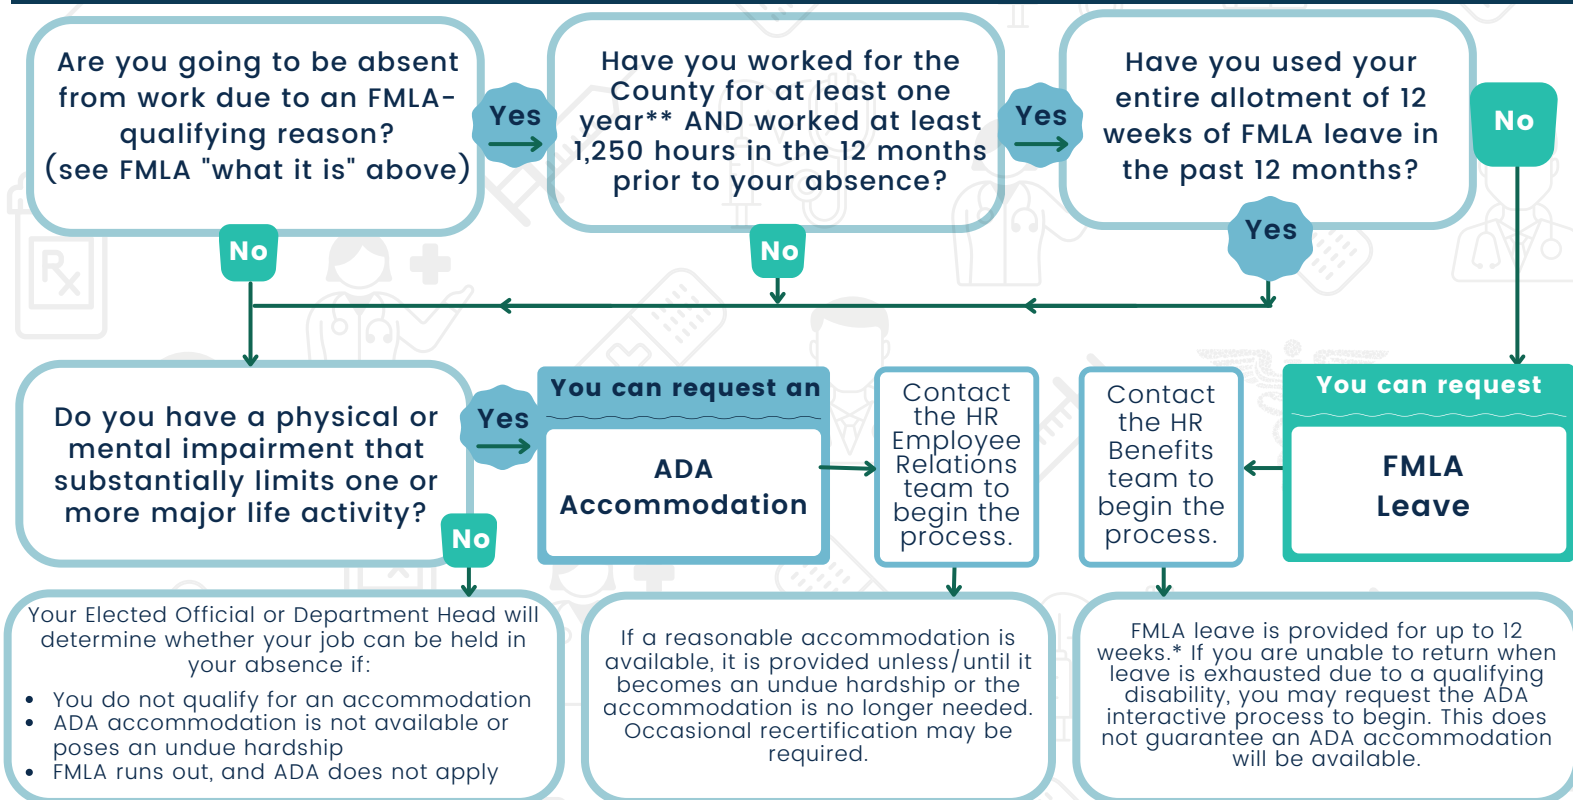 Are you going to be absent
from work due to an FMLA-
qualifying reason?
(see FMLA "what it is" above)
Yes
Have you worked for the
County for at least one
year** AND worked at least
1,250 hours in the 12 months
prior to your absence?
Yes
Have you used your
entire allotment of 12
weeks of FMLA leave in
the past 12 months?
No
No
No
Yes
Do you have a physical or
mental impairment that
substantially limits one or
more major life activity?
Yes
No
You can request an
ADA
Accommodation
Contact
the HR
Employee
Relations
team to
begin the
process.
Contact
the HR
Benefits
team to
begin the
process.
You can request
FMLA
Leave
Your Elected Official or Department Head will
determine whether your job can be held in
your absence if:
• You do not qualify for an accommodation
• ADA accommodation is not available or
poses an undue hardship
• FMLA runs out, and ADA does not apply
If a reasonable accommodation is
available, it is provided unless/until it
becomes an undue hardship or the
accommodation is no longer needed.
Occasional recertification may be
required.
FMLA leave is provided for up to 12
weeks.* If you are unable to return when
leave is exhausted due to a qualifying
disability, you may request the ADA
interactive process to begin. This does
not guarantee an ADA accommodation
will be available.
Rx